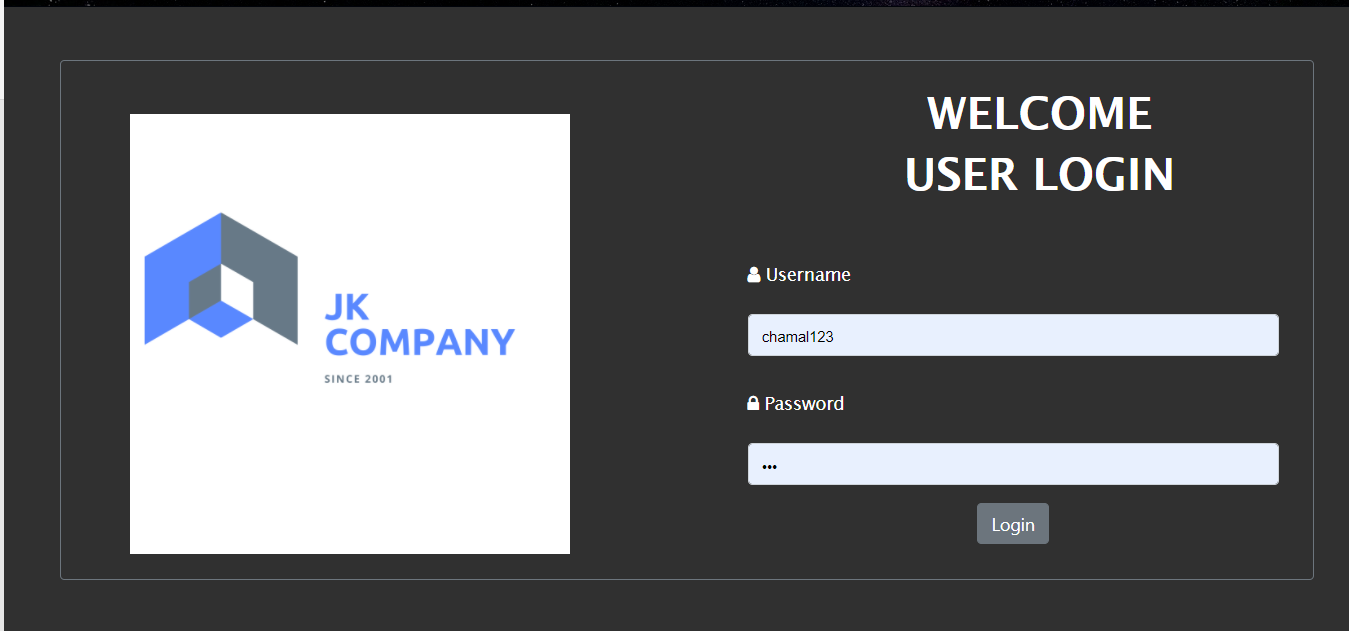 JK
COMPANY
SINCE 2001
WELCOME
USER LOGIN
Username
chamal123
Password
•••
Login